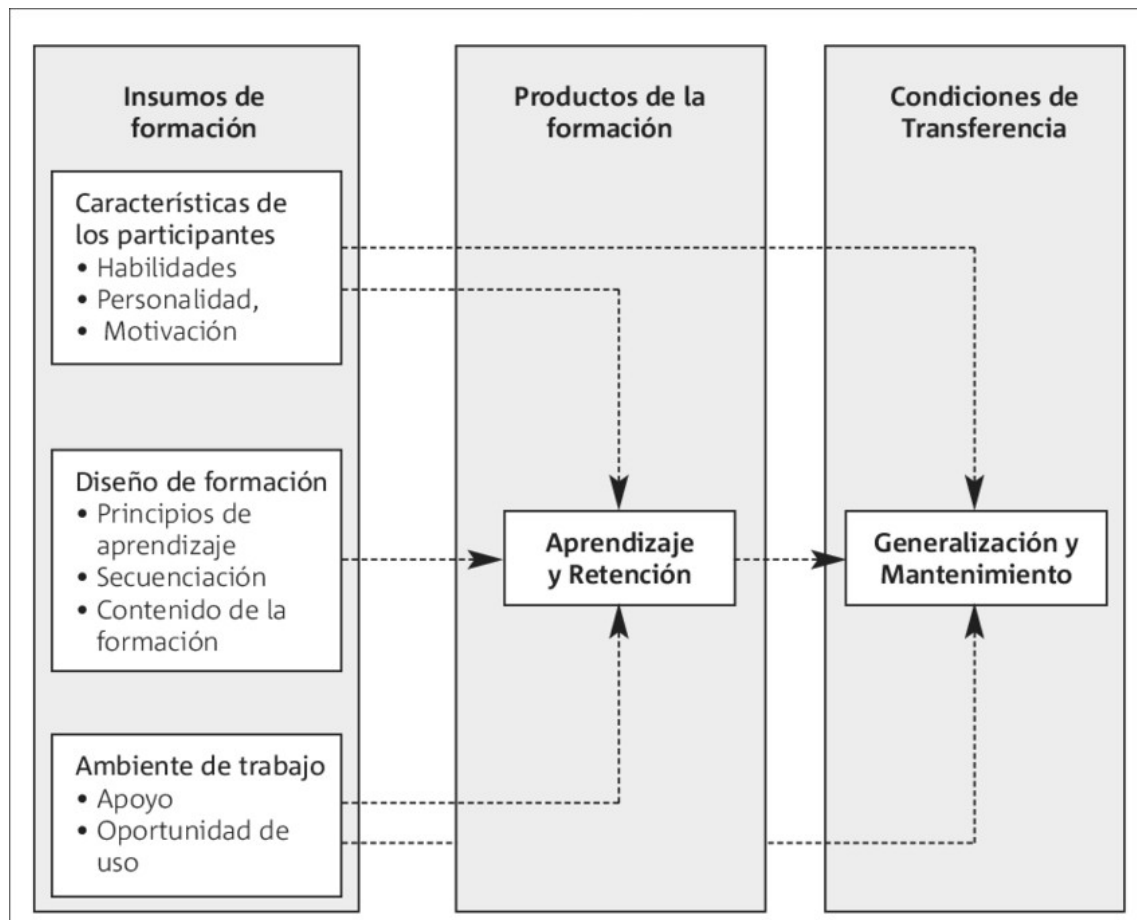 Insumos de
formación
Características de
los participantes
• Habilidades
• Personalidad,
• Motivación
Diseño de formación
• Principios de
aprendizaje
• Secuenciación
• Contenido de la
formación
Ambiente de trabajo
• Apoyo
• Oportunidad de
uso
Productos de la
formación
Aprendizaje
y Retención
Condiciones de
Transferencia
Generalización y
Mantenimiento